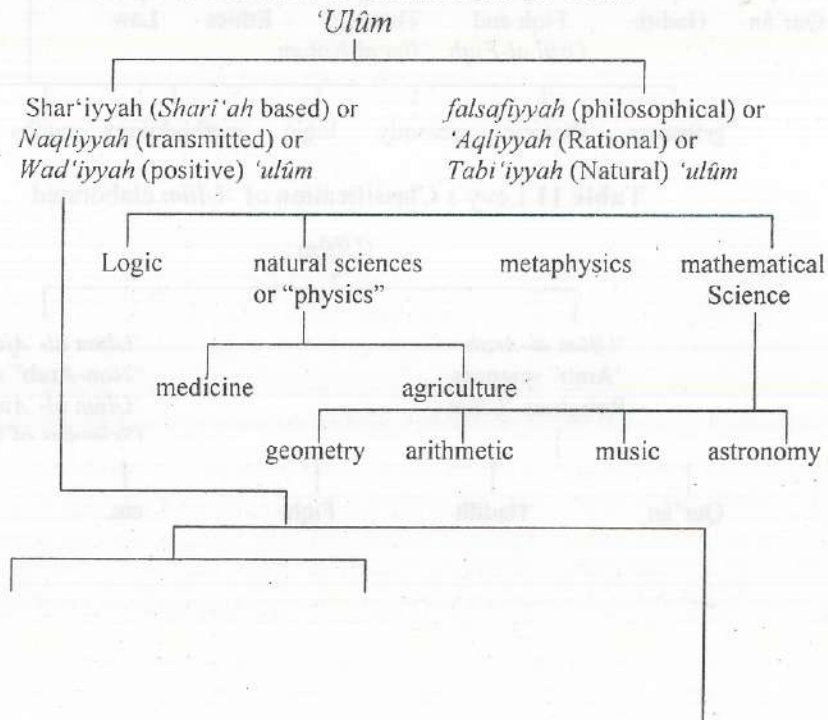 ‘Ulûm
Shar‘iyyah (Shari‘ah based) or
Naqliyyah (transmitted) or
Wad‘iyyah (positive) ‘ulûm
falsafiyyah (philosophical) or
‘Aqliyyah (Rational) or
Tabi‘iyyah (Natural) ‘ulûm
Logic
natural sciences
or “physics”
metaphysics
mathematical
Science
medicine
agriculture
geometry
arithmetic
music
astronomy